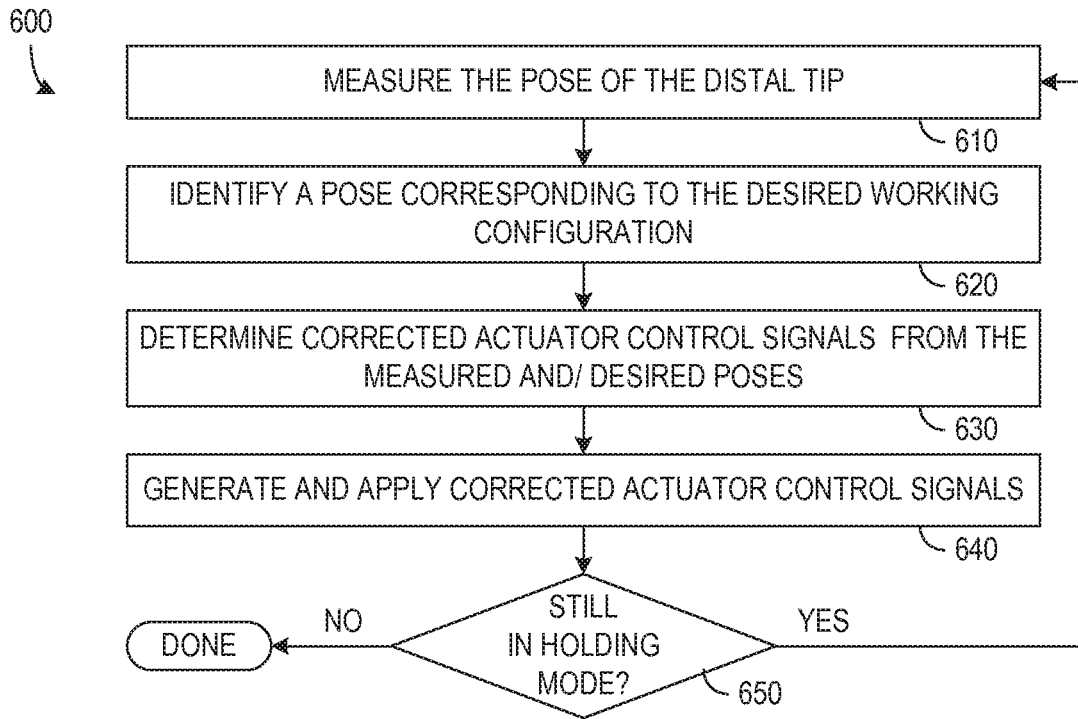 600
MEASURE THE POSE OF THE DISTAL TIP
610
IDENTIFY A POSE CORRESPONDING TO THE DESIRED WORKING
CONFIGURATION
620
DETERMINE CORRECTED ACTUATOR CONTROL SIGNALS FROM THE
MEASURED AND/ DESIRED POSES
630
GENERATE AND APPLY CORRECTED ACTUATOR CONTROL SIGNALS
640
STILL
IN HOLDING
MODE?
NO
YES
DONE
650